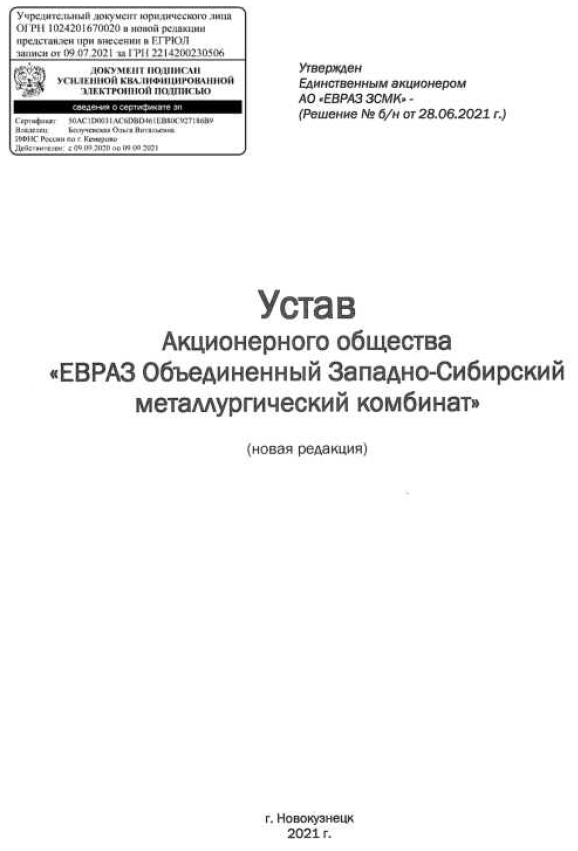 Учредительный документ юридического лица
ОГРН 1024201670020 в новой редакции
представлен при внесении в ЕГРЮЛ
записи от 09.07.2021 за ГРН 2214200230506
ДОКУМЕНТ ПОДПИСАН
УСИЛЕННОЙ КВАЛИФИЦИРОВАННОЙ
ЭЛЕКТРОННОЙ ПОДПИСЬЮ
сведения о сертификате эп
Сертификат:
Владелец: Ольга Витальевна
ИФНС России по г. Кемерово
Действителен: с 09.09.2020 по 09.09.2021
Утвержден
Единственным акционером
АО «ЕВРАЗ ЗСМК» -
(Решение № б/н от 28.06.2021 г.)
Устав
Акционерного общества
«ЕВРАЗ Объединенный Западно-Сибирский
металлургический комбинат»
(новая редакция)
г. Новокузнецк
2021 г.